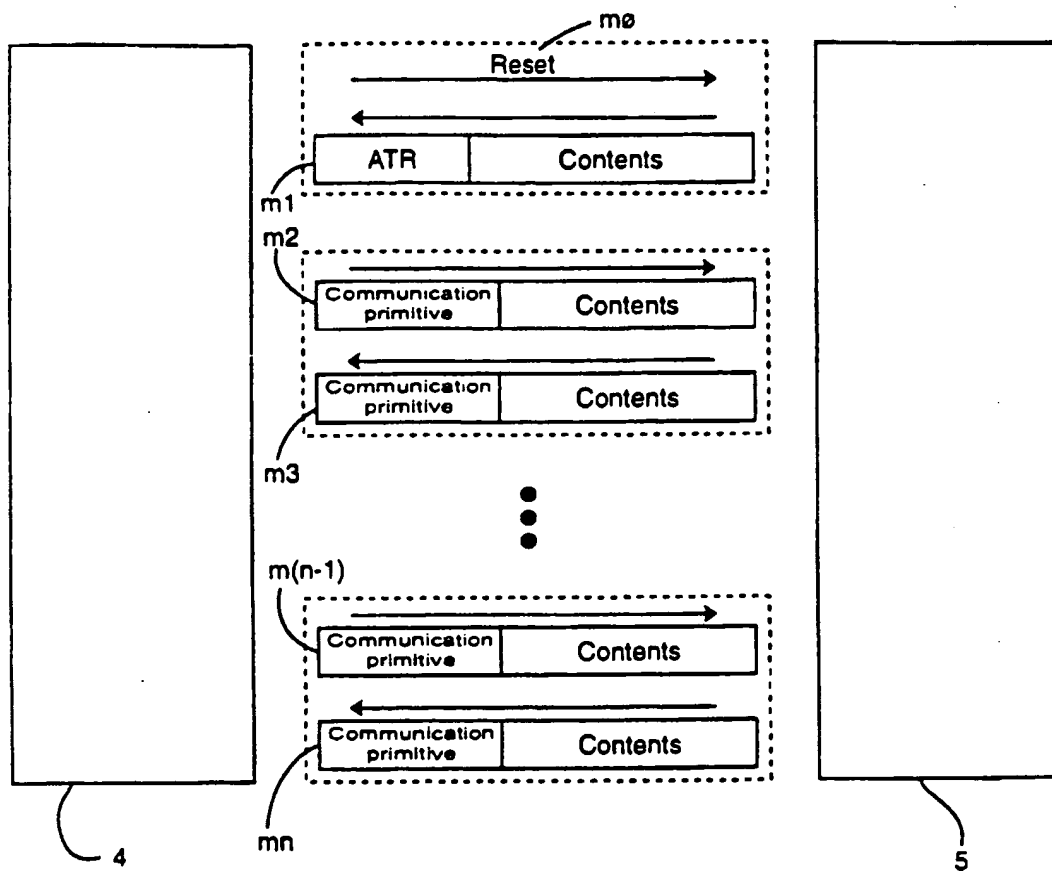 mø
Reset
ATR Contents
m1
m2
Communication primitive Contents
Communication primitive Contents
m3
m(n-1)
Communication primitive Contents
Communication primitive Contents
mn
4
5